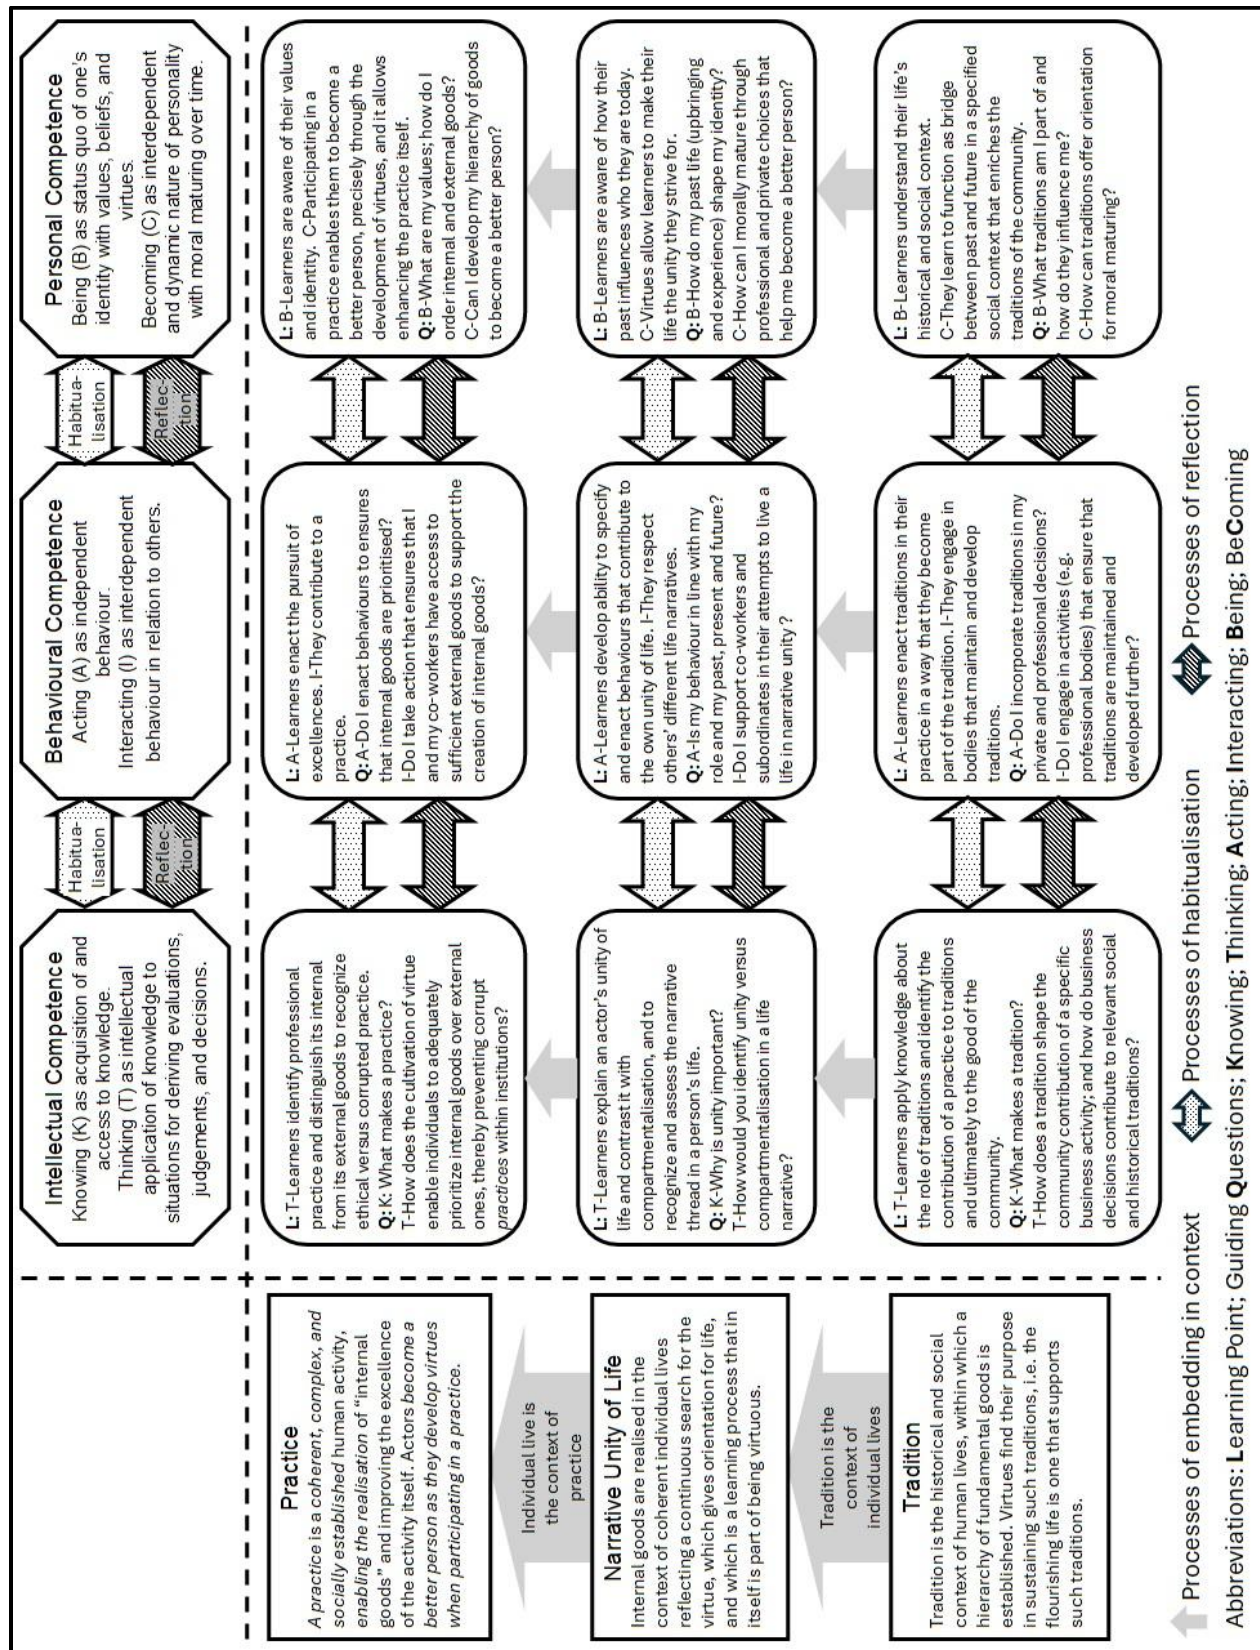 Intellectual Competence
Knowing (K) as acquisition of and
access to knowledge.
Thinking (T) as intellectual
application of knowledge to
situations for deriving evaluations,
judgements, and decisions.
Habitua-
lisation
Reflec-
tion
Behavioural Competence
Acting (A) as independent
behaviour.
Interacting (I) as interdependent
behaviour in relation to others.
Habitua-
lisation
Reflec-
tion
Personal Competence
Being (B) as status quo of one's
identity with values, beliefs, and
virtues.
Becoming (C) as interdependent
and dynamic nature of personality
with moral maturing over time.
Practice
A practice is a coherent, complex, and
socially established human activity,
enabling the realisation of "internal
goods" and improving the excellence
of the activity itself. Actors become a
better person as they develop virtues
when participating in a practice.
L: T-Learners identify professional
practice and distinguish its internal
from its external goods to recognize
ethical versus corrupted practice.
Q: K: What makes a practice?
T-How does the cultivation of virtue
enable individuals to adequately
prioritize internal goods over external
ones, thereby preventing corrupt
practices within institutions?
L: A-Learners enact the pursuit of
excellences. I-They contribute to a
practice.
Q: A-Do I enact behaviours to ensures
that internal goods are prioritised?
I-Do I take action that ensures that I
and my co-workers have access to
sufficient external goods to support the
creation of internal goods?
L: B-Learners are aware of their values
and identity.  C-Participating in a
practice enables them to become a
better person, precisely through the
development of virtues, and it allows
enhancing the practice itself.
Q: B-What are my values; how do I
order internal and external goods?
C-Can I develop my hierarchy of goods
to become a better person?
Individual live is
the context of
practice
Narrative Unity of Life
Internal goods are realised in the
context of coherent individual lives
reflecting a continuous search for the
virtue, which gives orientation for life,
and which is a learning process that in
itself is part of being virtuous.
L: T-Learners explain an actor's unity of
life and contrast it with
compartmentalisation, and to
recognize and assess the narrative
thread in a person's life.
Q: K-Why is unity important?
T-How would you identify unity versus
compartmentalisation in a life
narrative?
L: A-Learners develop ability to specify
and enact behaviours that contribute to
the own unity of life. I-They respect
others' different life narratives.
Q: A-Is my behaviour in line with my
role and my past, present and future?
I-Do I support co-workers and
subordinates in their attempts to live a
life in narrative unity?
L: B-Learners are aware of how their
past influences who they are today.
C-Virtues allow learners to make their
life the unity they strive for.
Q: B-How do my past life (upbringing
and experience) shape my identity?
C-How can I morally mature through
professional and private choices that
help me become a better person?
Tradition is the
context of
individual lives
Tradition
Tradition is the historical and social
context of human lives, within which a
hierarchy of fundamental goods is
established. Virtues find their purpose
in sustaining such traditions, i.e. the
flourishing life is one that supports
such traditions.
L: T-Learners apply knowledge about
the role of traditions and identify the
contribution of a practice to traditions
and ultimately to the good of the
community.
Q: K-What makes a tradition?
T-How does a tradition shape the
community contribution of a specific
business activity; and how do business
decisions contribute to relevant social
and historical traditions?
L: A-Learners enact traditions in their
practice in a way that they become
part of the tradition. I-They engage in
bodies that maintain and develop
traditions.
Q: A-Do I incorporate traditions in my
private and professional decisions?
I-Do I engage in activities (e.g.
professional bodies) that ensure that
traditions are maintained and
developed further?
L: B-Learners understand their life's
historical and social context.
C-They learn to function as bridge
between past and future in a specified
social context that enriches the
traditions of the community.
Q: B-What traditions am I part of and
how do they influence me?
C-How can traditions offer orientation
for moral maturing?
Processes of embedding in context
Processes of habitualisation
Processes of reflection
Abbreviations: Learning Point; Guiding Questions; Knowing; Thinking; Acting; Interacting; Being; BeComing